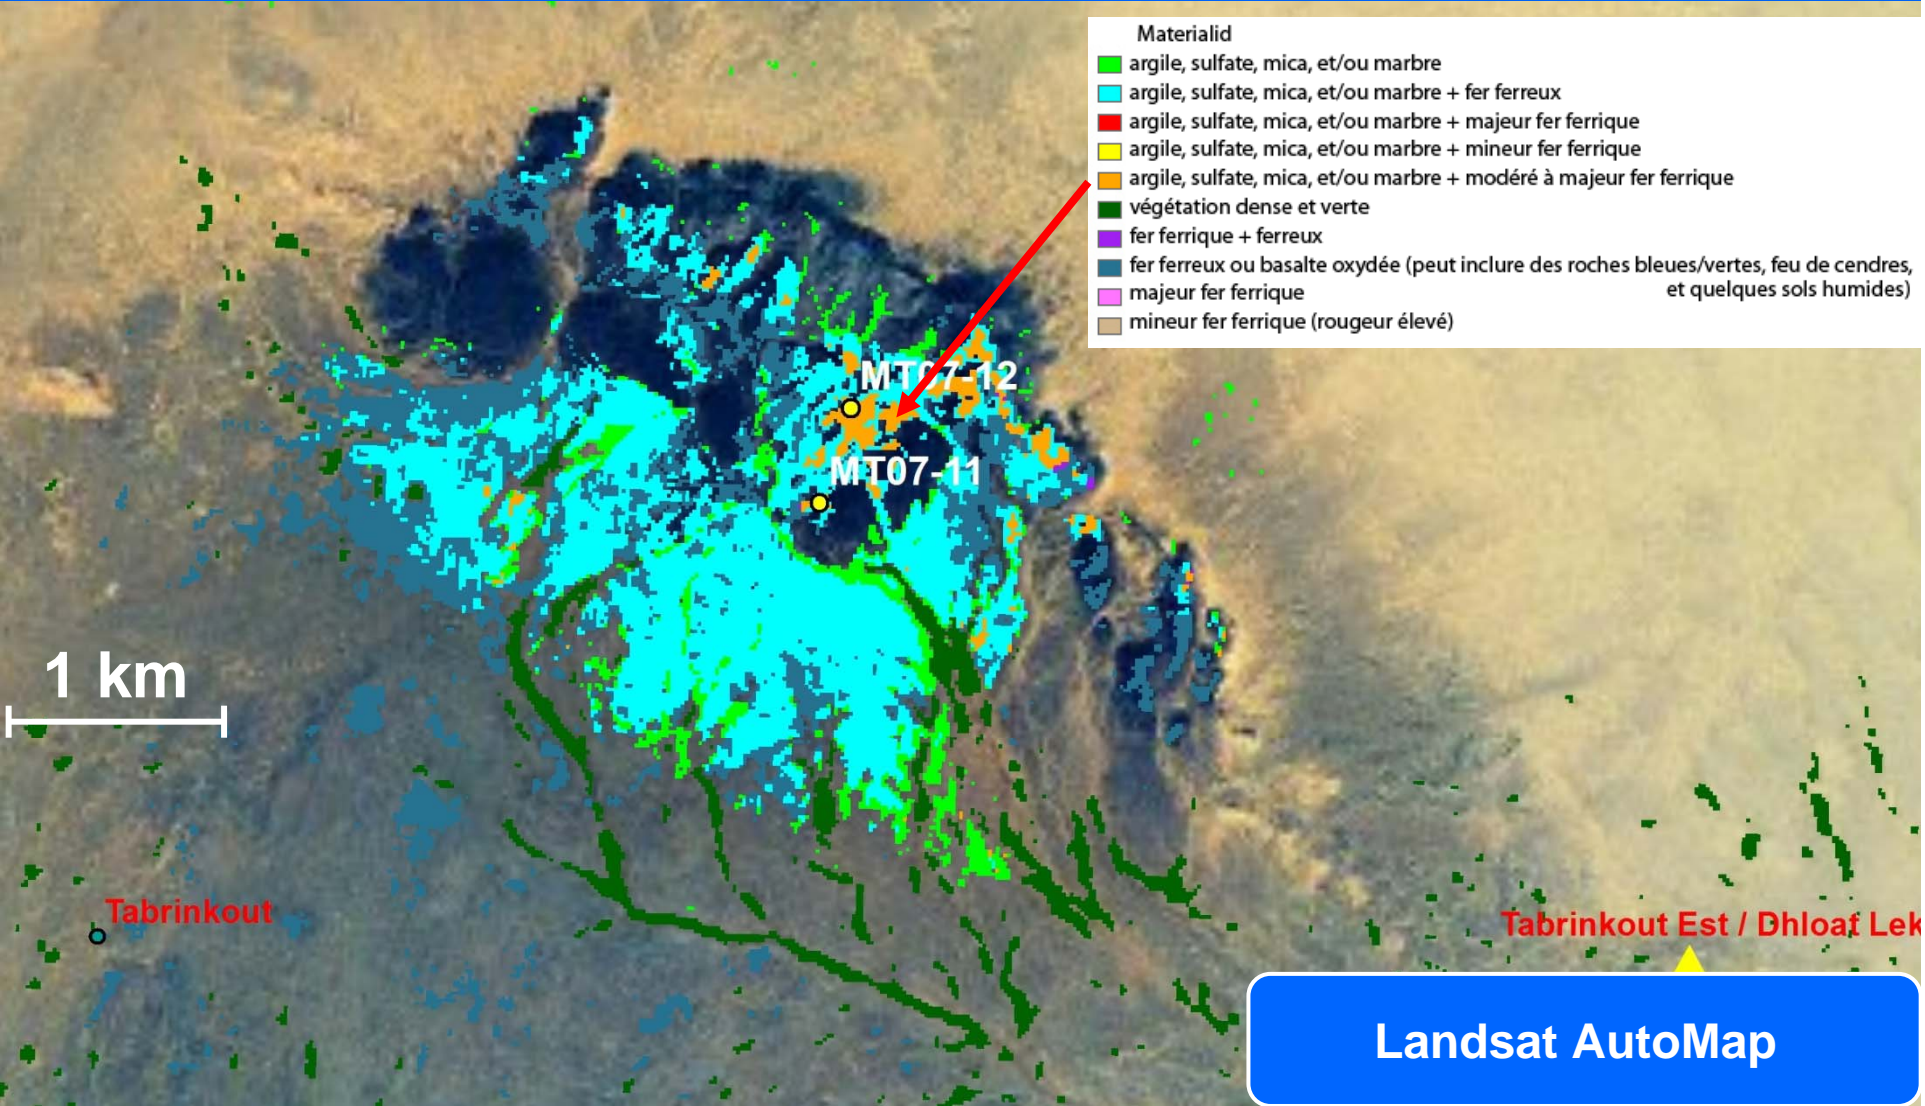 Materialid
argile, sulfate, mica, et/ou marbre
argile, sulfate, mica, et/ou marbre + fer ferreux
argile, sulfate, mica, et/ou marbre + majeur fer ferrique
argile, sulfate, mica, et/ou marbre + mineur fer ferrique
argile, sulfate, mica, et/ou marbre + modéré à majeur fer ferrique
végétation dense et verte
fer ferrique + ferreux
fer ferreux ou basalte oxydée (peut inclure des roches bleues/vertes, feu de cendres,
et quelques sols humides)
majeur fer ferrique
mineur fer ferrique (rougeur élevé)
MT07-12
MT07-11
1 km
Tabrinkout
Tabrinkout Est / Dhloat Lek
Landsat AutoMap